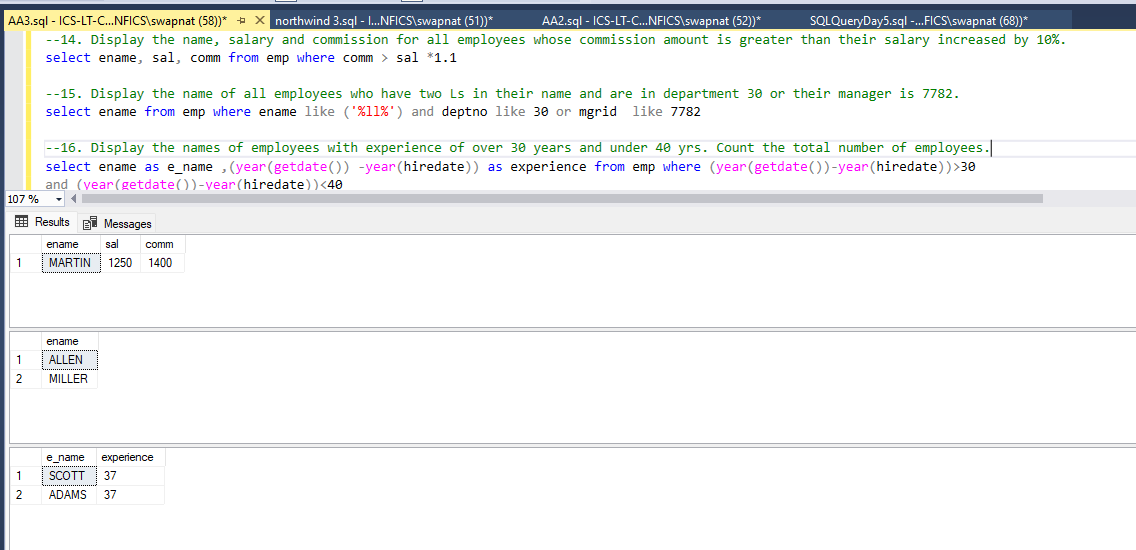 AA3.sql - ICS-LT-C...NFICS\swapnat (58))* northwind 3.sql - I...NFICS\swapnat (51))* AA2.sql - ICS-LT-C...NFICS\swapnat (52))* SQLQueryDay5.sql -...FICS\swapnat (68))*
--14. Display the name, salary and commission for all employees whose commission amount is greater than their salary increased by 10%.
select ename, sal, comm from emp where comm > sal *1.1
--15. Display the name of all employees who have two Ls in their name and are in department 30 or their manager is 7782.
select ename from emp where ename like ('%ll%') and deptno like 30 or mgrid  like 7782
--16. Display the names of employees with experience of over 30 years and under 40 yrs. Count the total number of employees.
select ename as e_name ,(year(getdate()) -year(hiredate)) as experience from emp where (year(getdate())-year(hiredate))>30
and (year(getdate())-year(hiredate))<40
107 %
Results Messages
ename sal comm
1 MARTIN 1250 1400
ename
1 ALLEN
2 MILLER
e_name experience
1 SCOTT 37
2 ADAMS 37